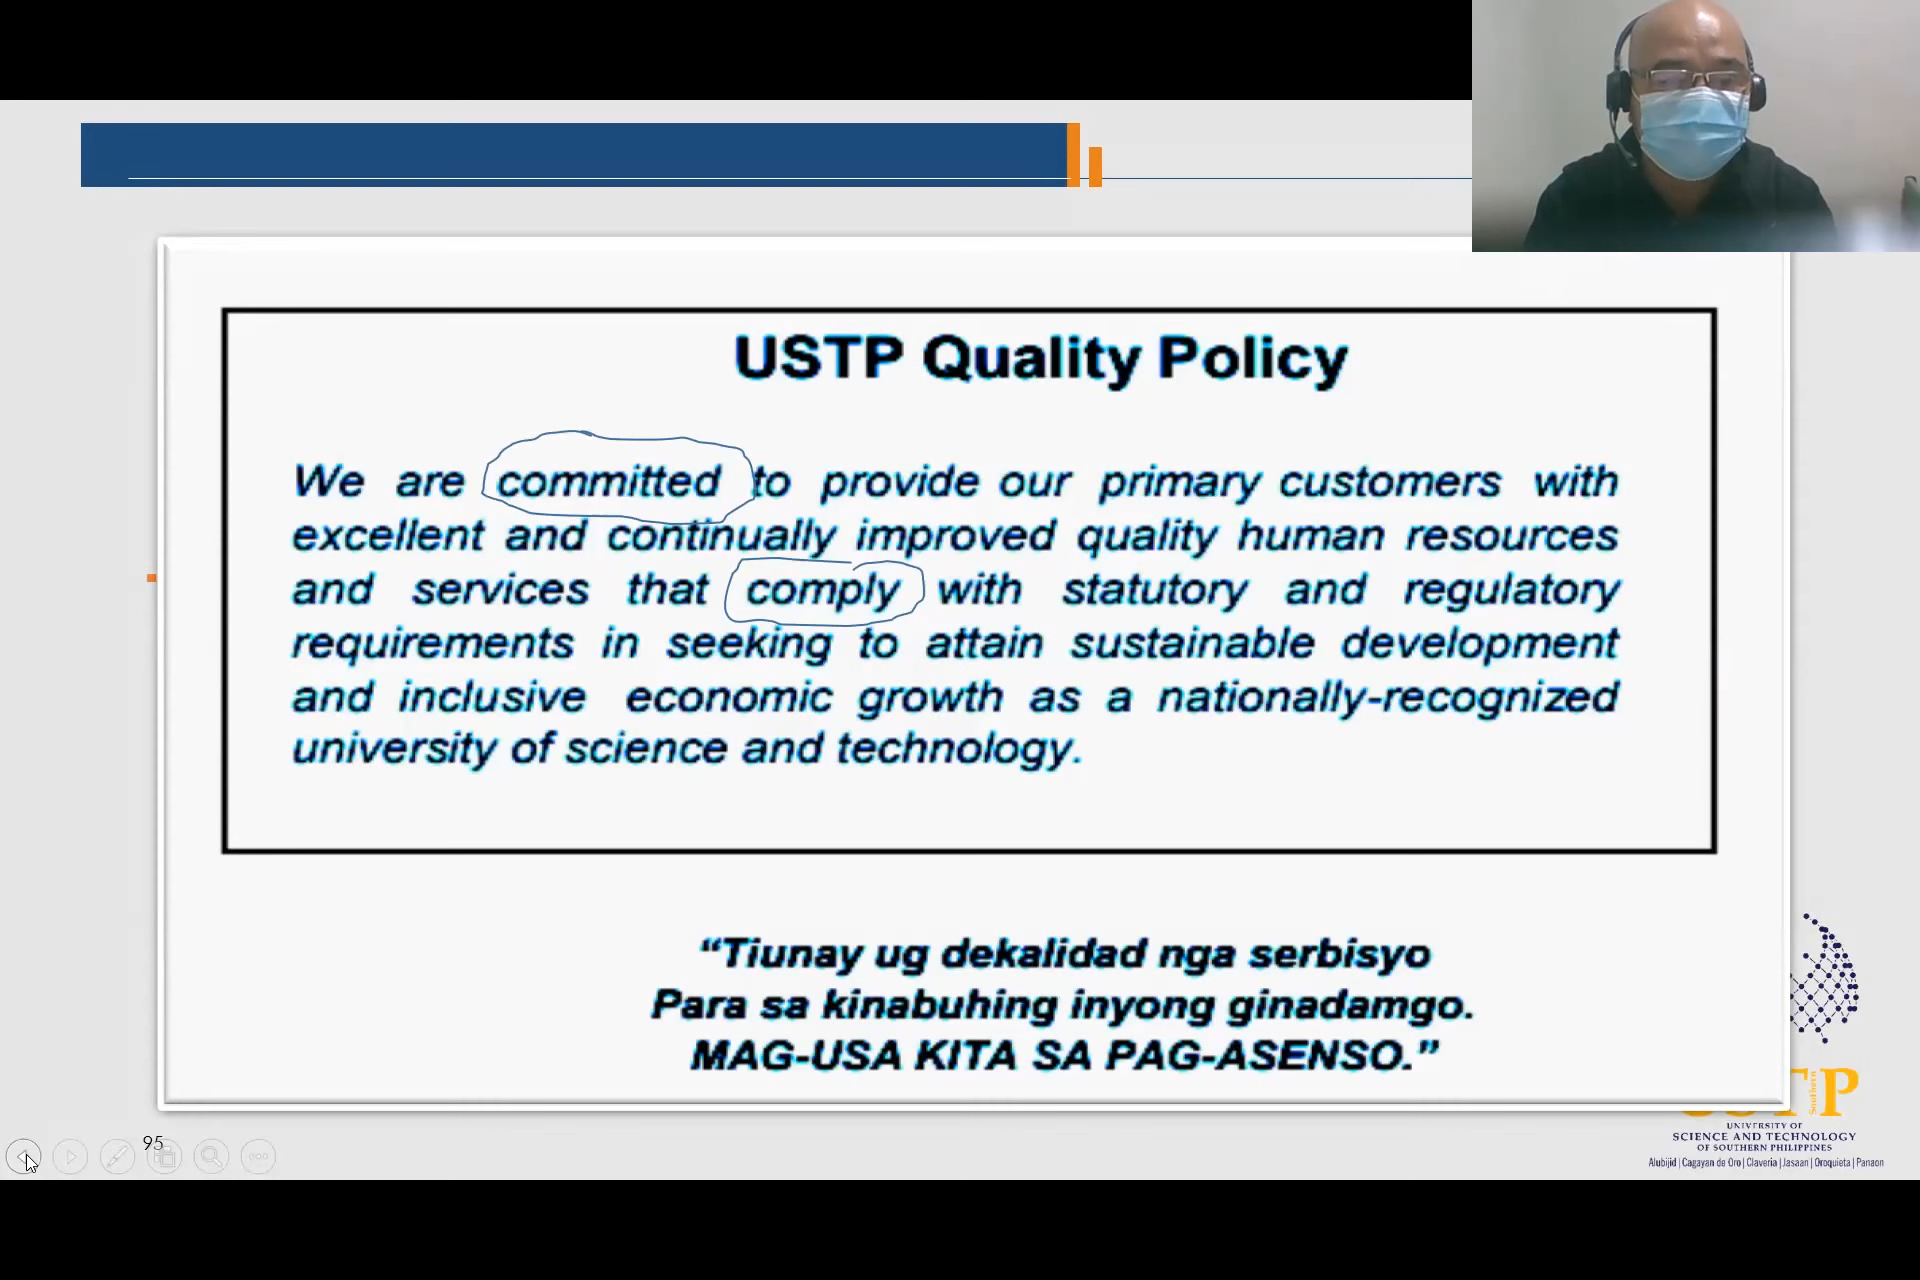 USTP Quality Policy
We are committed to provide our primary customers with
excellent and continually improved quality human resources
and services that comply with statutory and regulatory
requirements in seeking to attain sustainable development
and inclusive economic growth as a nationally-recognized
university of science and technology.
“Tiunay ug dekalidad nga serbisyo
Para sa kinabuhing inyong ginadamgo.
MAG-USA KITA SA PAG-ASENSO.”
95
UNIVERSITY OF
SCIENCE AND TECHNOLOGY
OF SOUTHERN PHILIPPINES
Alubijid | Cagayan de Oro | Claveria | Jasaan | Oroquieta | Panaon